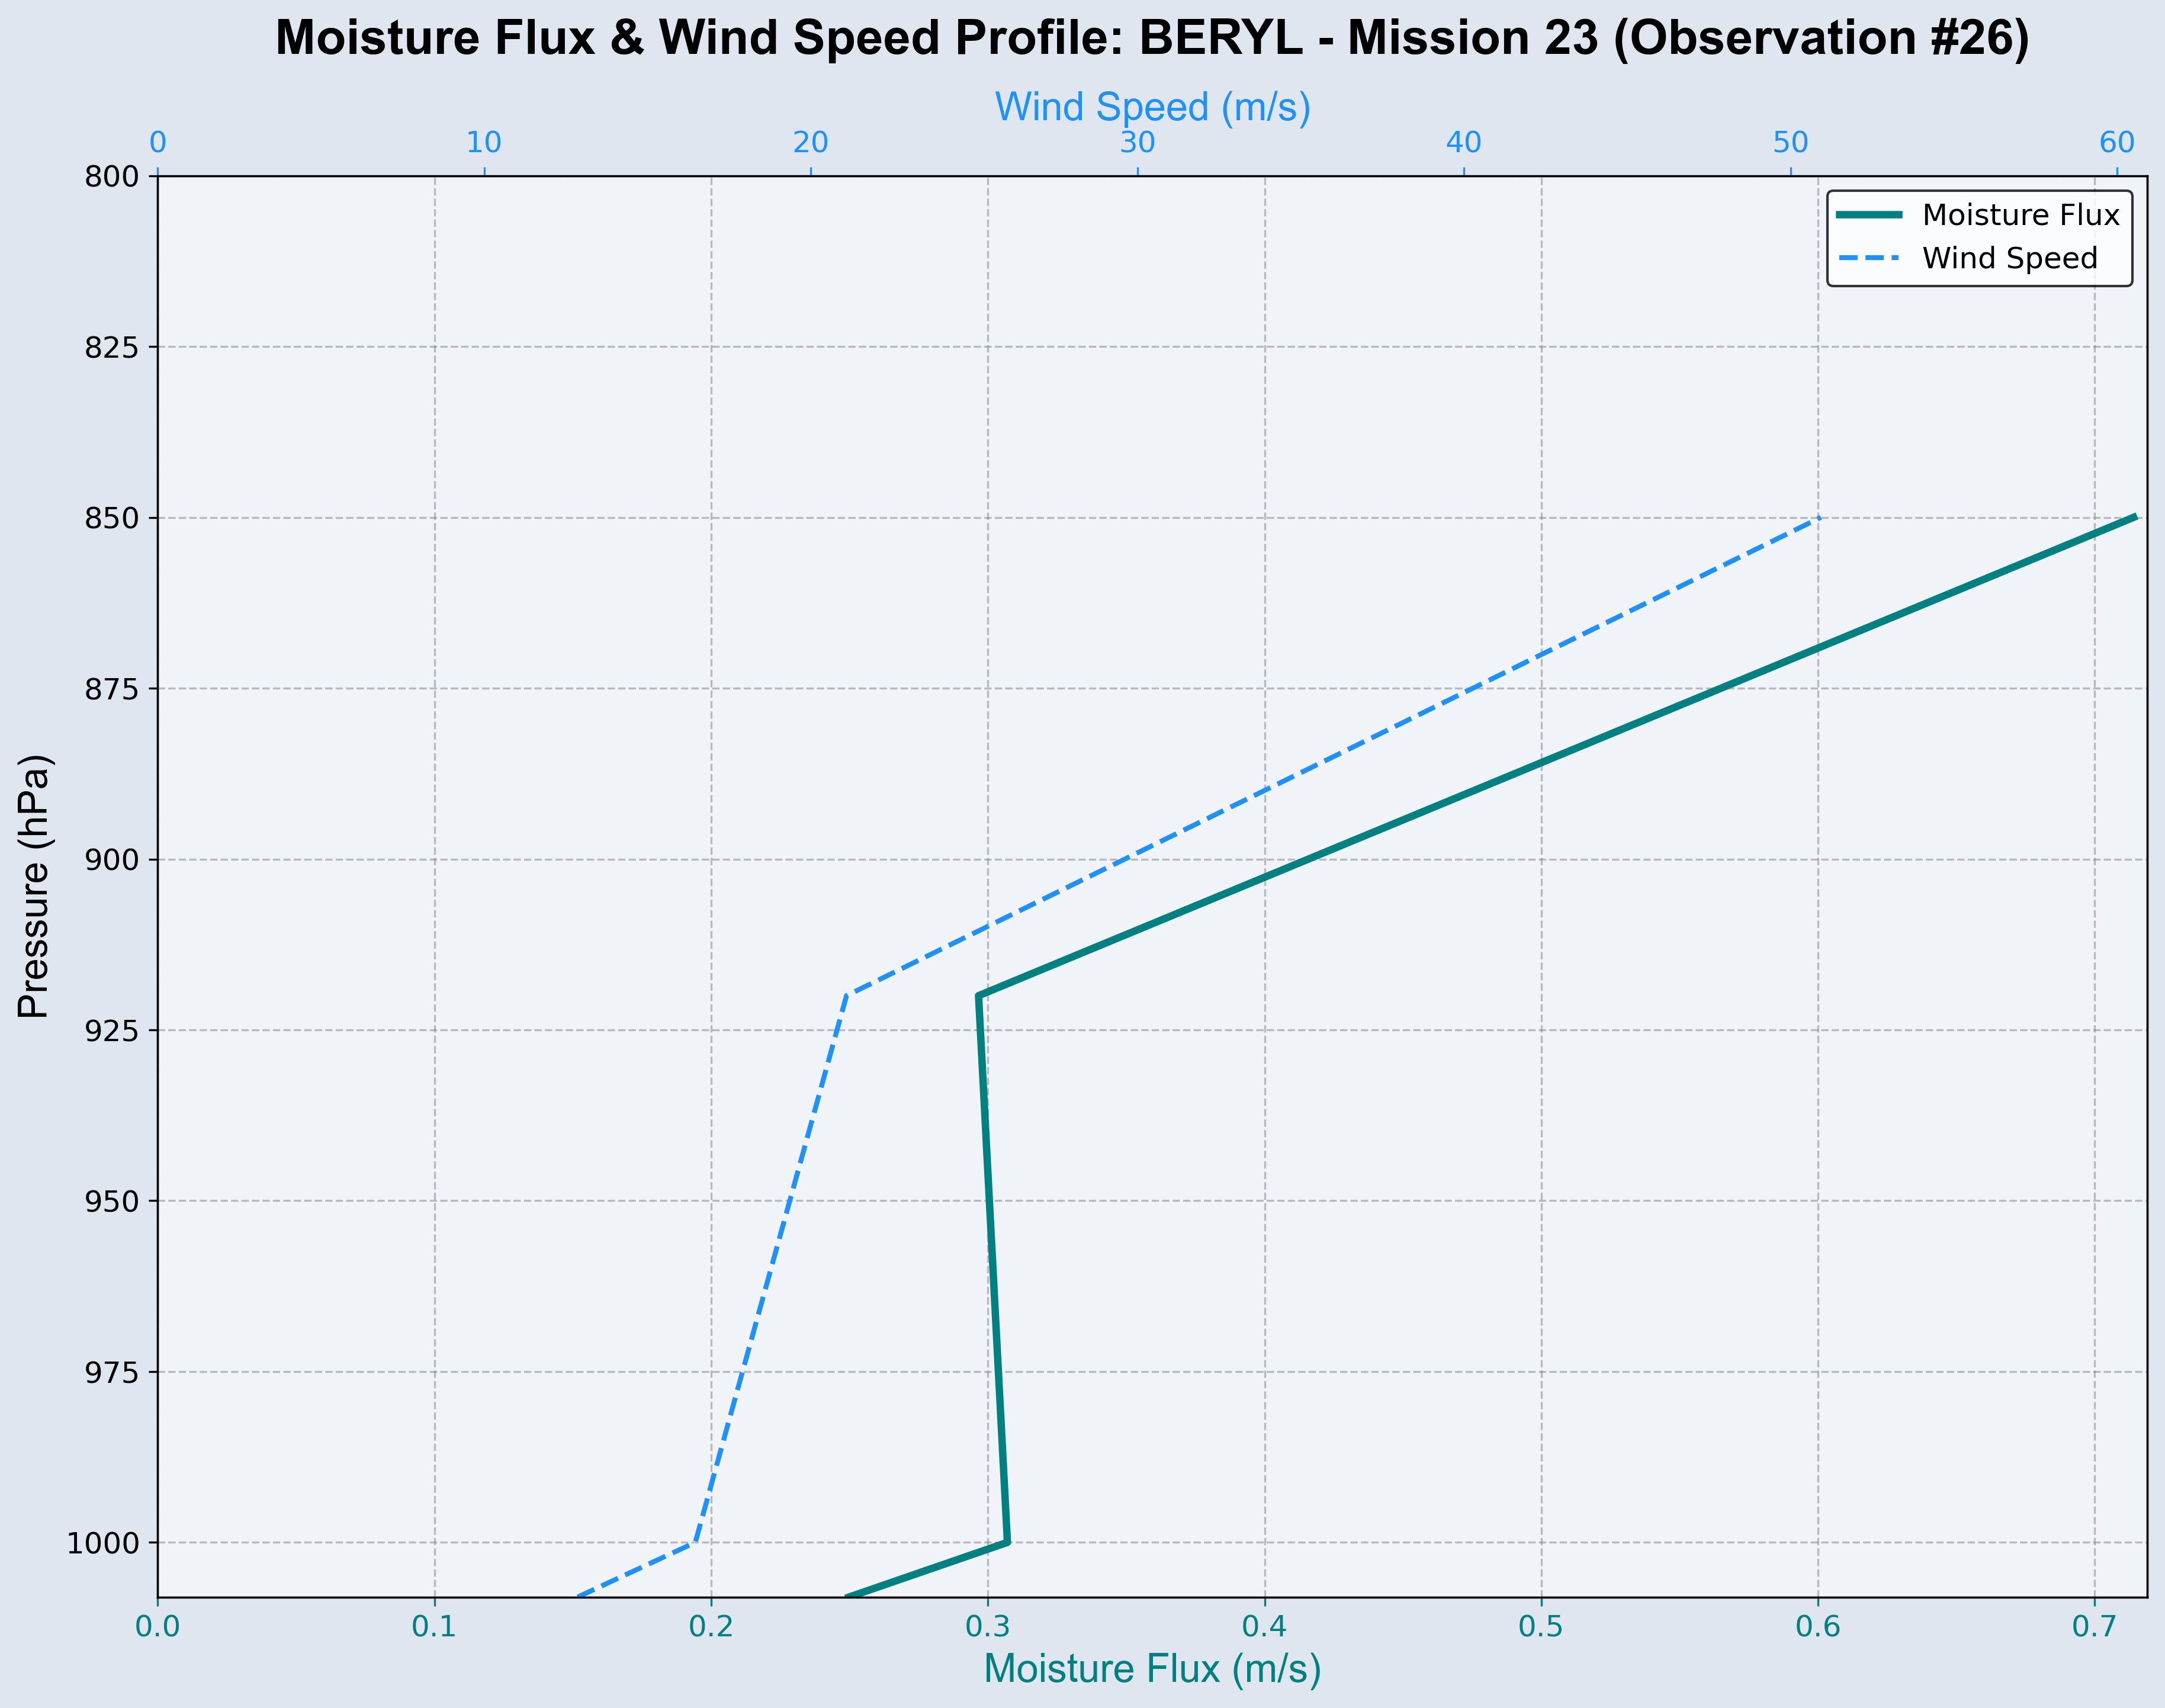 Moisture Flux & Wind Speed Profile: BERYL - Mission 23 (Observation #26)
Wind Speed (m/s)
0 10 20 30 40 50 60
Moisture Flux
Wind Speed
800
825
850
875
900
925
950
975
1000
Pressure (hPa)
0.0 0.1 0.2 0.3 0.4 0.5 0.6 0.7
Moisture Flux (m/s)